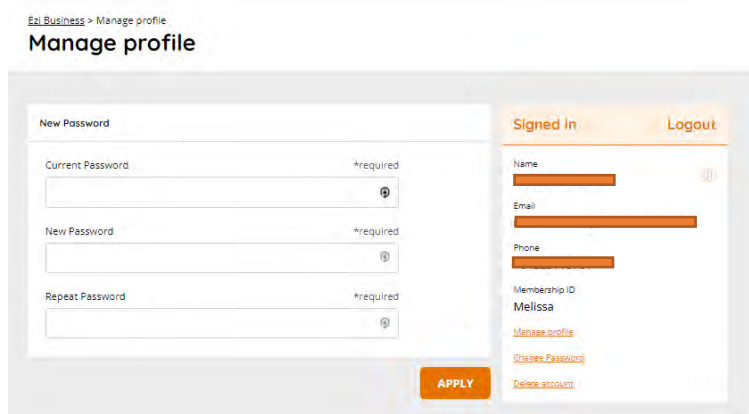 Ezi Business > Manage profile
Manage profile
New Password
Current Password *required
New Password *required
Repeat Password *required
APPLY
Signed In Logout
Name
Email
Phone
Membership ID
Melissa
Manage profile
Change Password
Delete account